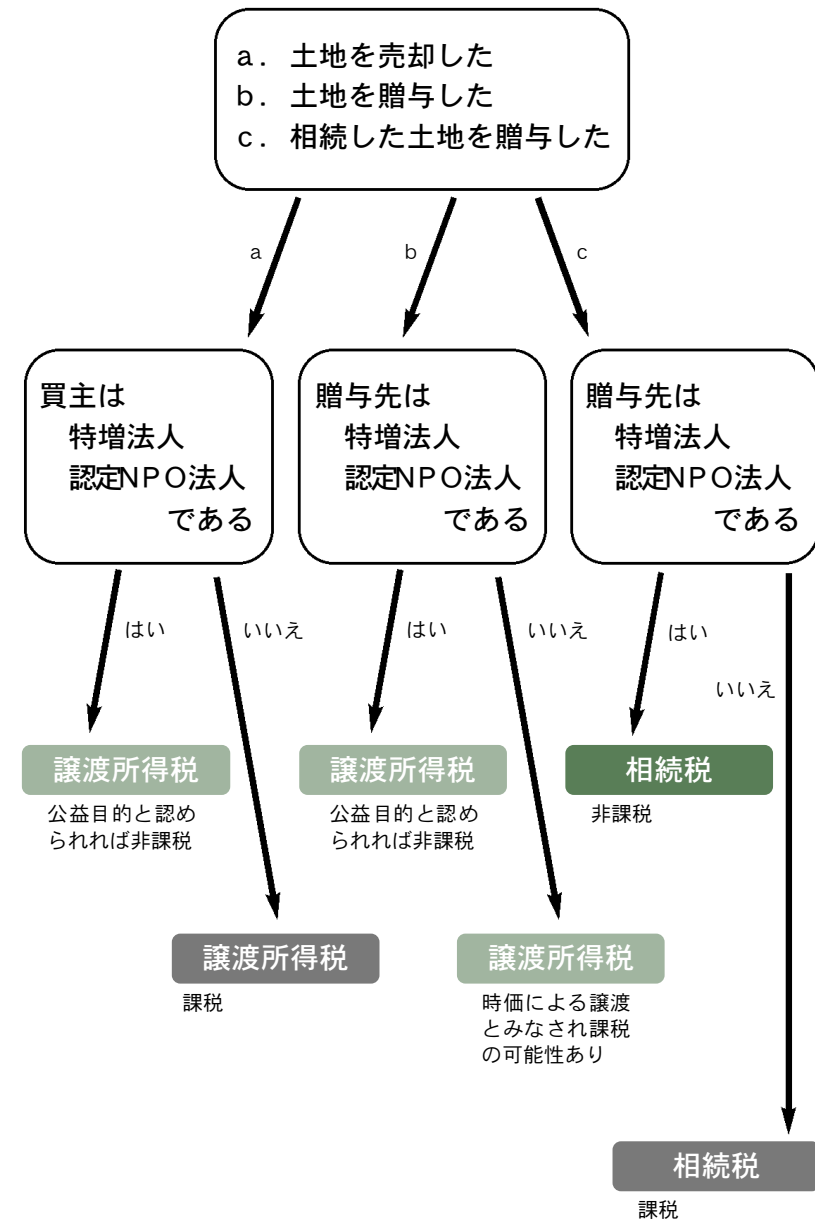 a．土地を売却した
b．土地を贈与した
c．相続した土地を贈与した
a
b
c
買主は
特増法人
認定NPO法人
である
贈与先は
特増法人
認定NPO法人
である
贈与先は
特増法人
認定NPO法人
である
はい
いいえ
はい
いいえ
はい
いいえ
譲渡所得税
公益目的と認め
られれば非課税
譲渡所得税
公益目的と認め
られれば非課税
相続税
非課税
譲渡所得税
課税
譲渡所得税
時価による譲渡
とみなされ課税
の可能性あり
相続税
課税